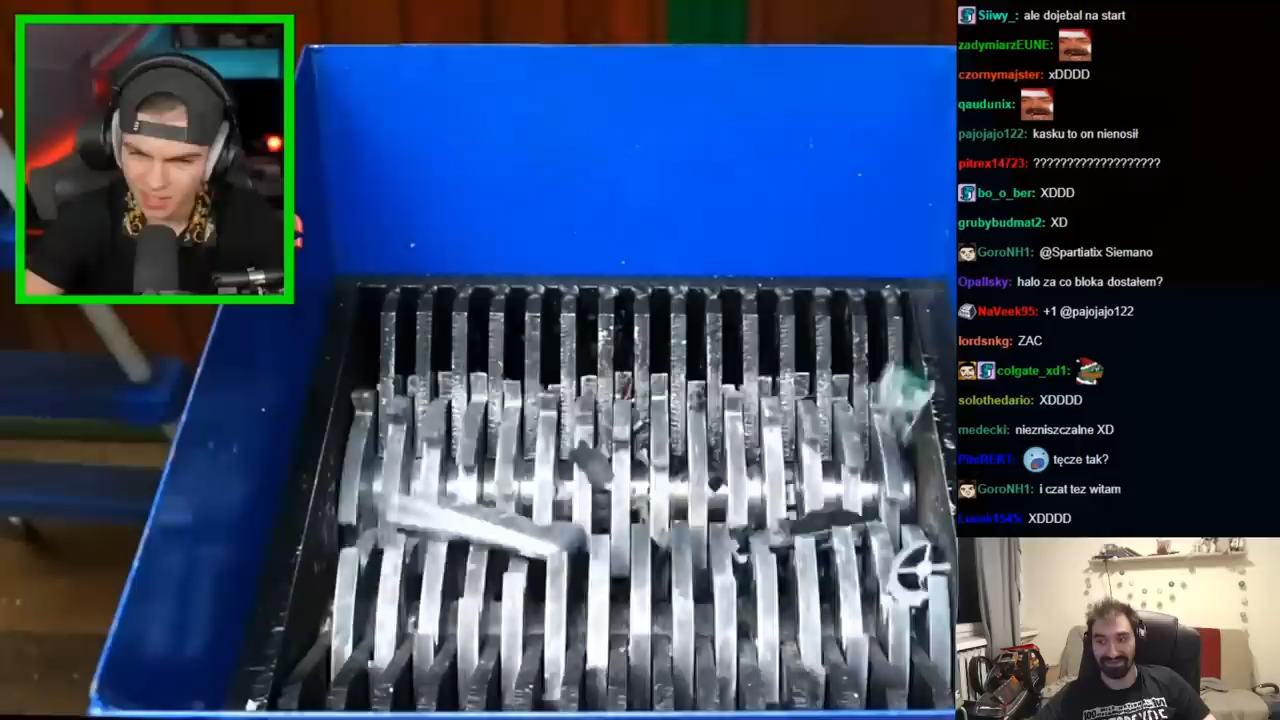 Siiwy_: ale dojebal na start
zadymiarzEUNE:
czornymajster: xDDDD
qaudunix:
pajojajo122: kasku to on nienosił
pitrex14723: ???????????????????
bo_o_ber: XDDD
grubybudmat2: XD
GoroNH1: @Spartiatix Siemano
Opallsky: halo za co bloka dostałem?
NaVeek95: +1 @pajojajo122
lordsnkg: ZAC
colgate_xd1:
solothedario: XDDDD
medecki: niezniszczalne XD
PiteREKT: tęcze tak?
GoroNH1: i czat tez witam
XDDDD